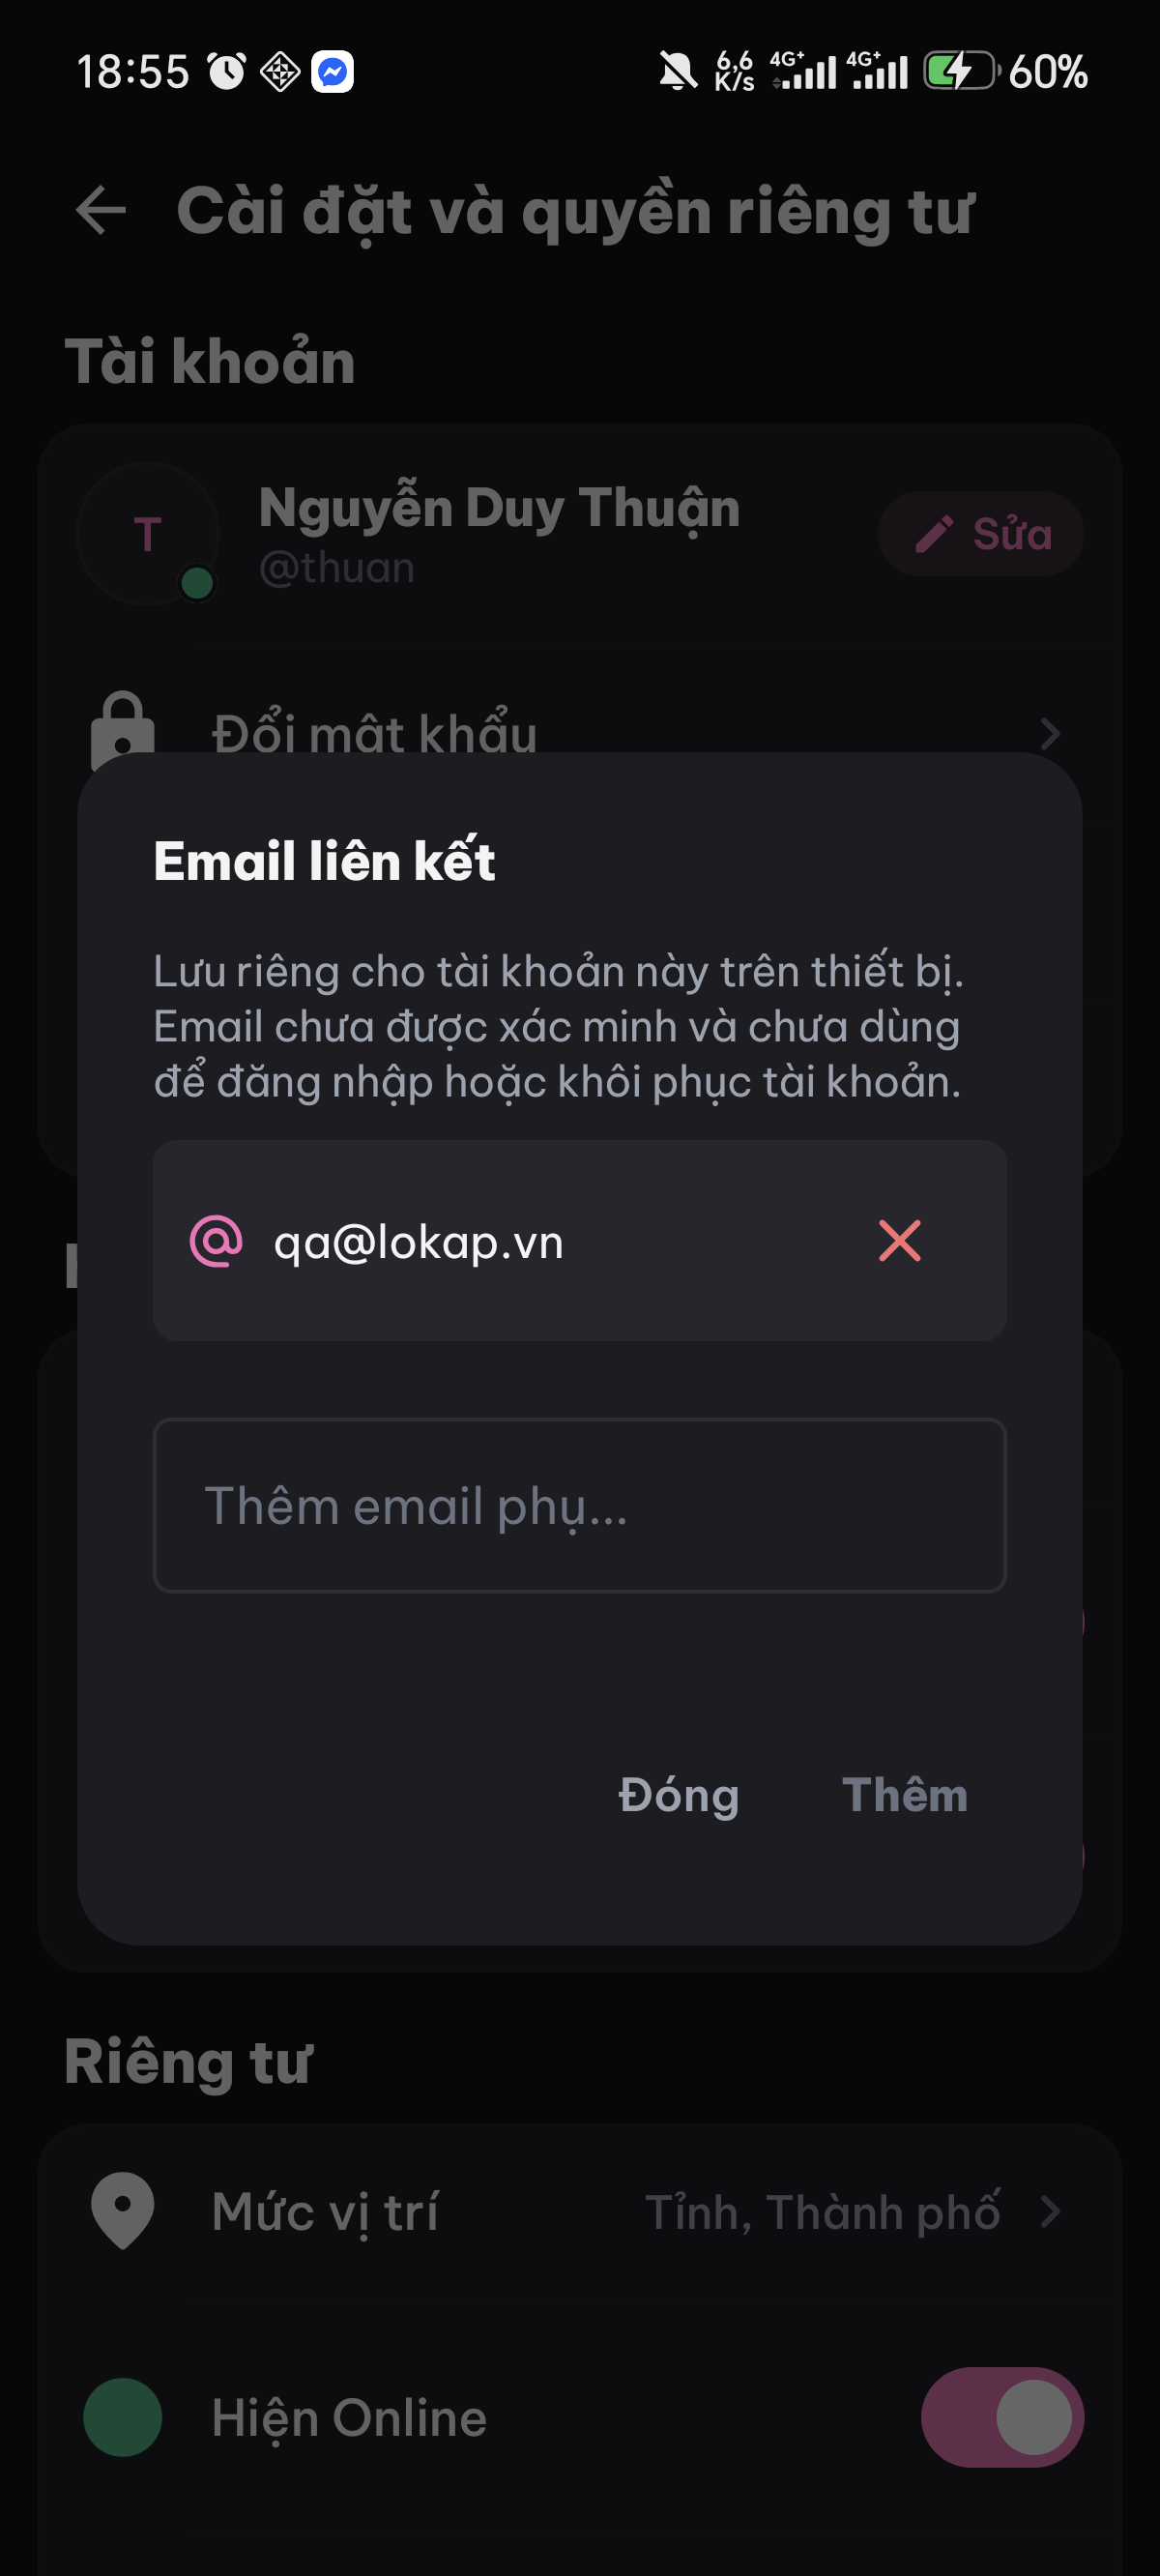 18:55
6,6 K/s 4G+ 4G+ 60%
Cài đặt và quyền riêng tư
Tài khoản
T
Nguyễn Duy Thuận
@thuan
Sửa
Đổi mật khẩu
Email liên kết
Lưu riêng cho tài khoản này trên thiết bị.
Email chưa được xác minh và chưa dùng
để đăng nhập hoặc khôi phục tài khoản.
qa@lokap.vn
Thêm email phụ...
Đóng
Thêm
Riêng tư
Mức vị trí
Tỉnh, Thành phố
Hiện Online